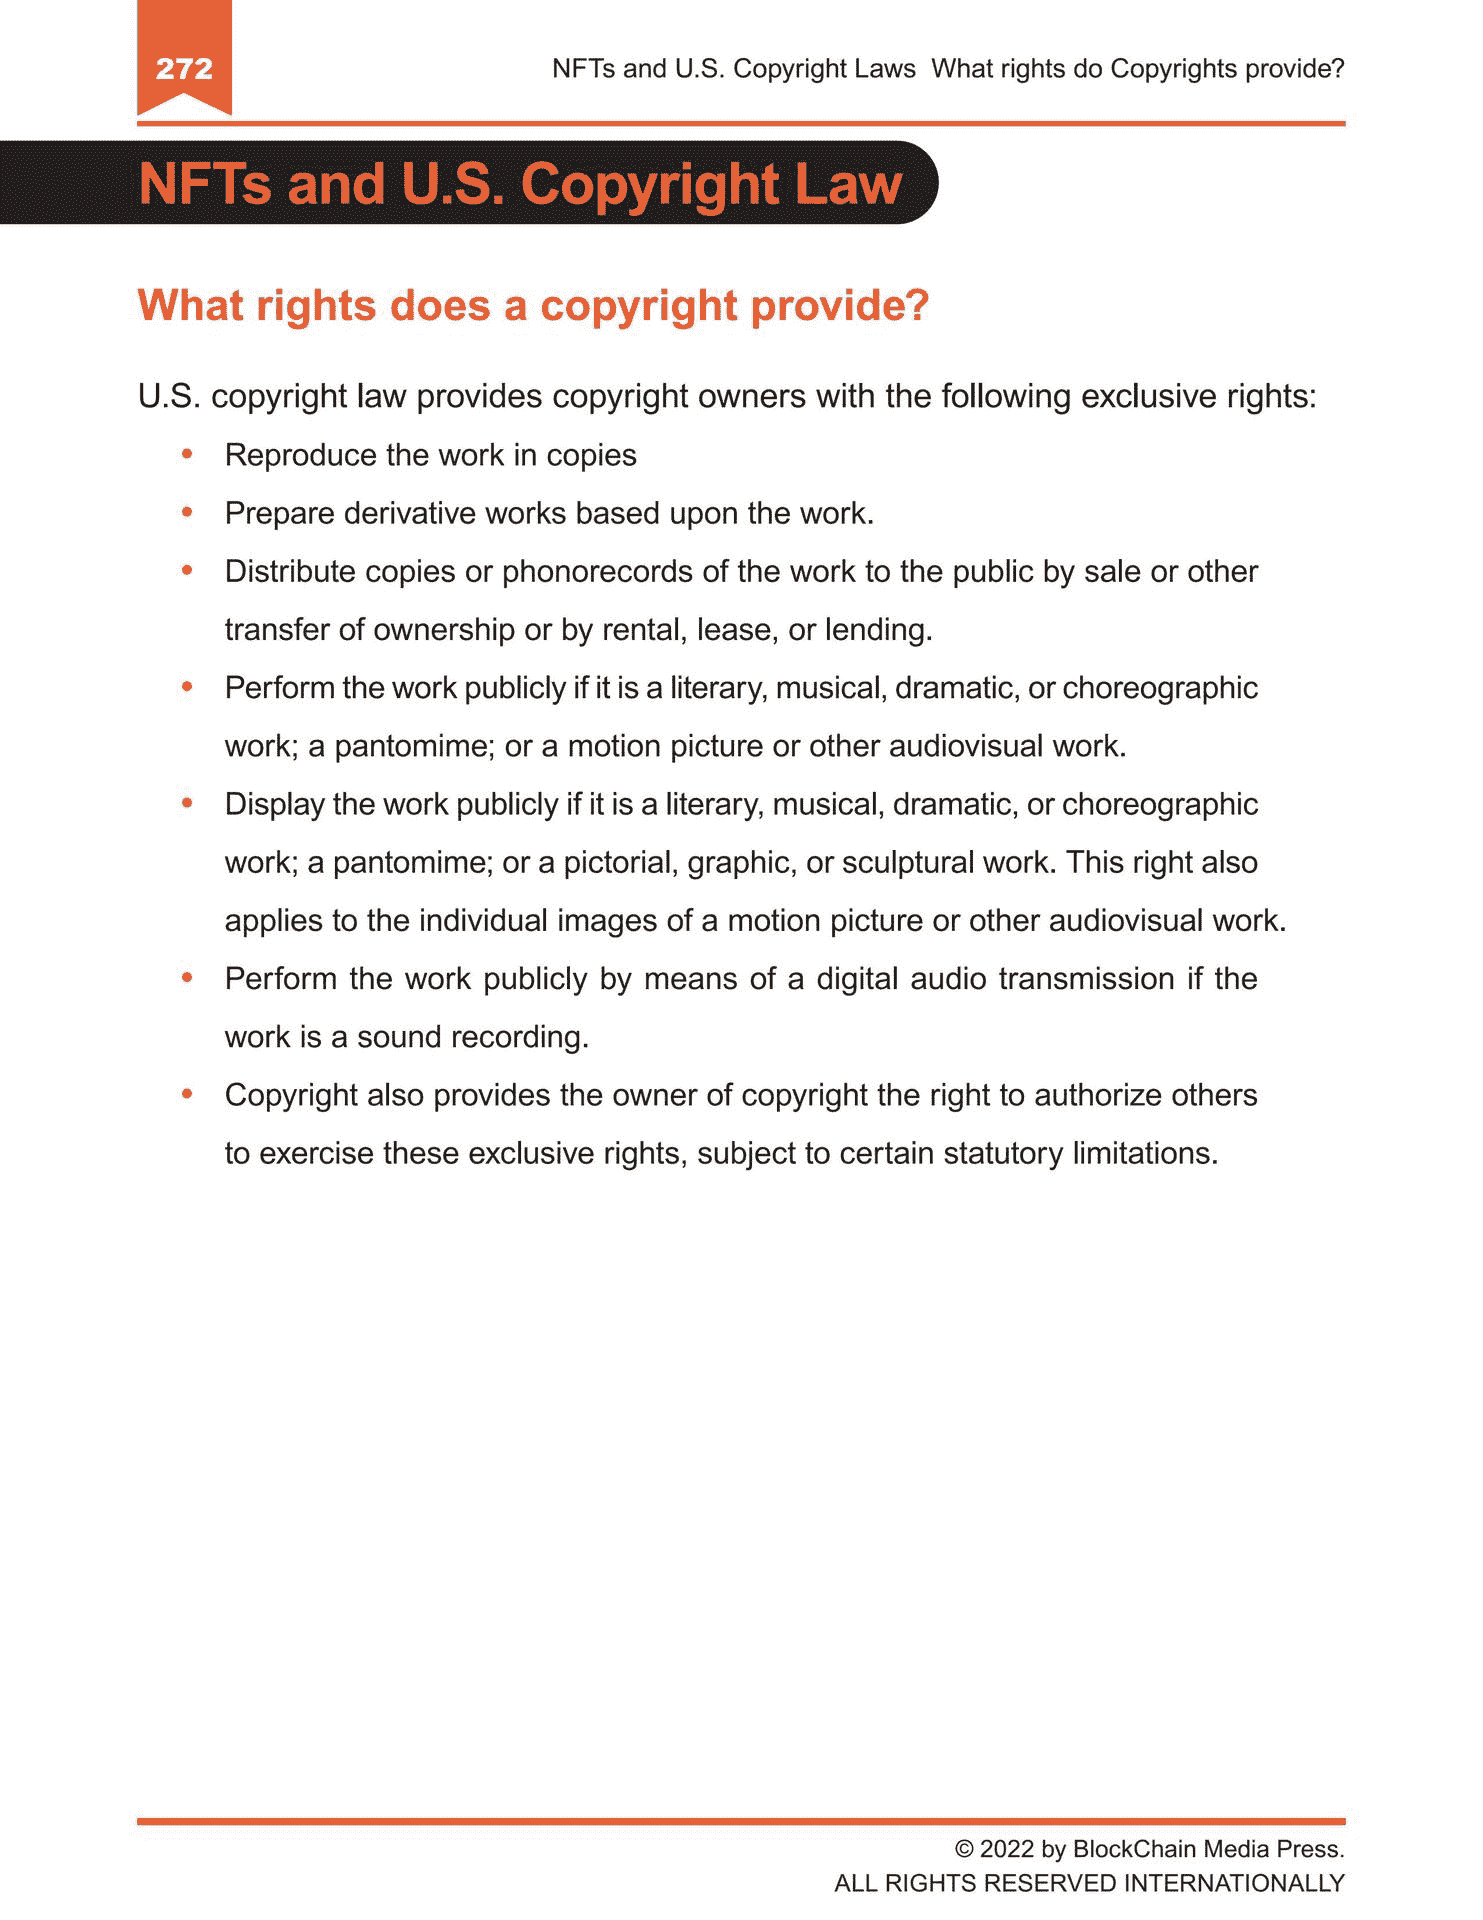 272
NFTs and U.S. Copyright Laws  What rights do Copyrights provide?
NFTs and U.S. Copyright Law
What rights does a copyright provide?
U.S. copyright law provides copyright owners with the following exclusive rights:
• Reproduce the work in copies
• Prepare derivative works based upon the work.
• Distribute copies or phonorecords of the work to the public by sale or other
transfer of ownership or by rental, lease, or lending.
• Perform the work publicly if it is a literary, musical, dramatic, or choreographic
work; a pantomime; or a motion picture or other audiovisual work.
• Display the work publicly if it is a literary, musical, dramatic, or choreographic
work; a pantomime; or a pictorial, graphic, or sculptural work. This right also
applies to the individual images of a motion picture or other audiovisual work.
• Perform the work publicly by means of a digital audio transmission if the
work is a sound recording.
• Copyright also provides the owner of copyright the right to authorize others
to exercise these exclusive rights, subject to certain statutory limitations.
© 2022 by BlockChain Media Press.
ALL RIGHTS RESERVED INTERNATIONALLY